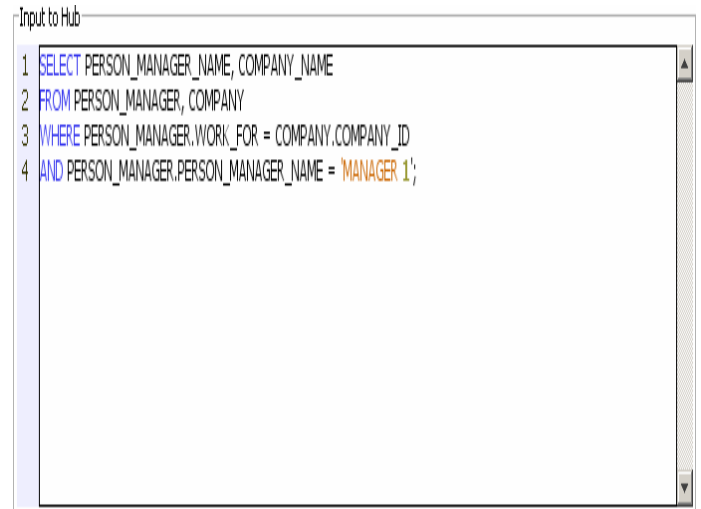 Input to Hub
1 SELECT PERSON_MANAGER_NAME, COMPANY_NAME
2 FROM PERSON_MANAGER, COMPANY
3 WHERE PERSON_MANAGER.WORK_FOR = COMPANY.COMPANY_ID
4 AND PERSON_MANAGER.PERSON_MANAGER_NAME = 'MANAGER 1';